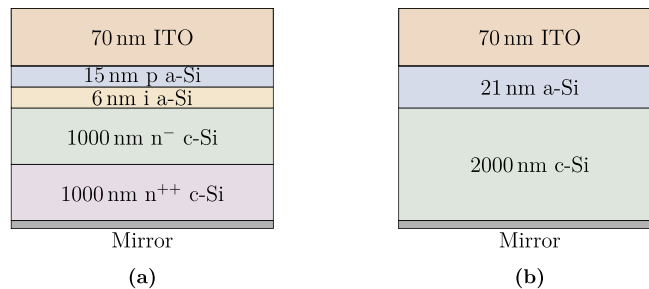 70 nm ITO
15 nm p a-Si
6 nm i a-Si
1000 nm n⁻ c-Si
1000 nm n⁺⁺ c-Si
Mirror
(a)
70 nm ITO
21 nm a-Si
2000 nm c-Si
Mirror
(b)